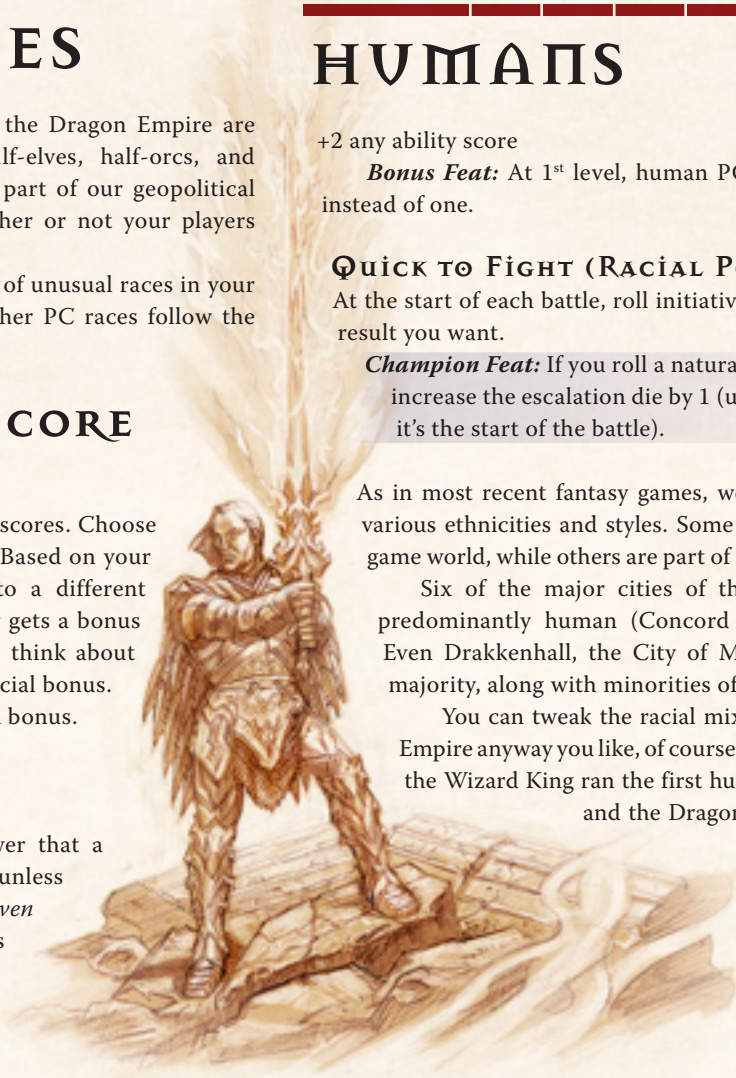 ES
the Dragon Empire are
lf-elves, half-orcs, and
part of our geopolitical
her or not your players
of unusual races in your
her PC races follow the
CORE
scores. Choose
Based on your
to a different
gets a bonus
think about
cial bonus.
bonus.
ver that a
unless
ven
s
HUMANS
+2 any ability score
Bonus Feat: At 1st level, human PC
instead of one.
Quick to Fight (Racial P
At the start of each battle, roll initiativ
result you want.
Champion Feat: If you roll a natura
increase the escalation die by 1 (u
it's the start of the battle).
As in most recent fantasy games, w
various ethnicities and styles. Some
game world, while others are part of
Six of the major cities of th
predominantly human (Concord
Even Drakkenhall, the City of M
majority, along with minorities of
You can tweak the racial mix
Empire anyway you like, of course
the Wizard King ran the first hu
and the Dragon